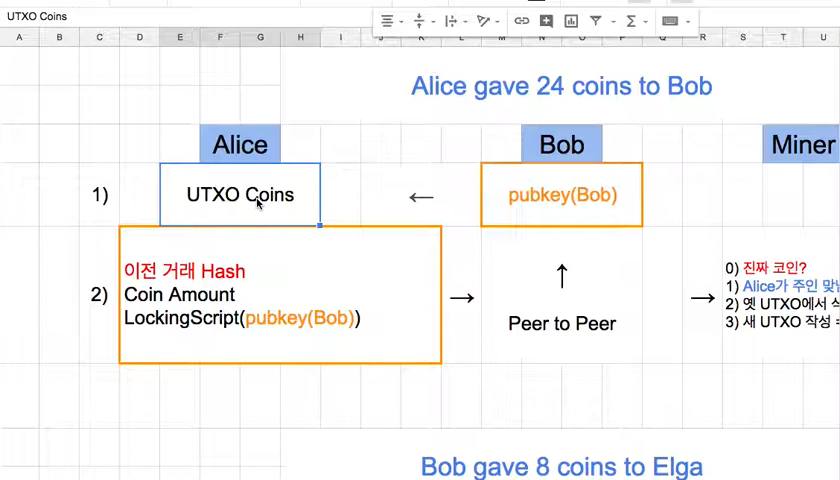 UTXO Coins
A B C D E F G H I J K L M N O P Q R S T U
Alice gave 24 coins to Bob
Alice Bob Miner
1) UTXO Coins ← pubkey(Bob)
2) 이전 거래 Hash
Coin Amount
LockingScript(pubkey(Bob))
→ ↑
Peer to Peer
→ 0) 진짜 코인?
1) Alice가 주인
2) 옛 UTXO에서
3) 새 UTXO 작성
Bob gave 8 coins to Elga